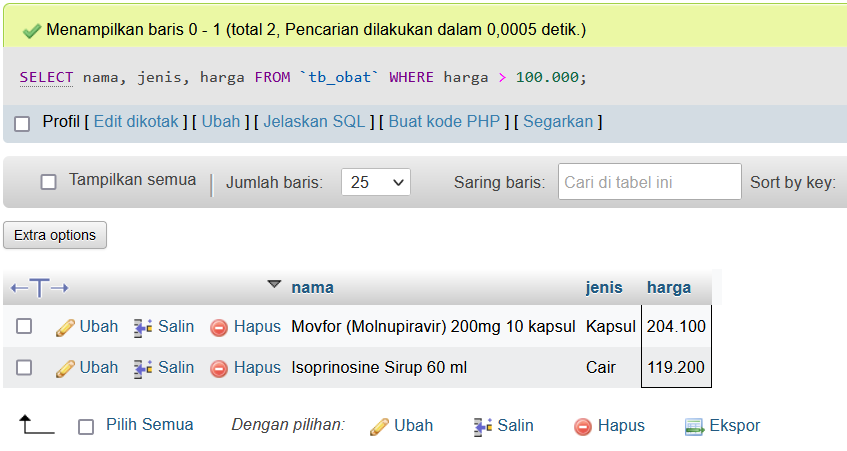 Menampilkan baris 0 - 1 (total 2, Pencarian dilakukan dalam 0,0005 detik.)
SELECT nama, jenis, harga FROM `tb_obat` WHERE harga > 100.000;
Profil [ Edit dikotak ] [ Ubah ] [ Jelaskan SQL ] [ Buat kode PHP ] [ Segarkan ]
Tampilkan semua | Jumlah baris: 25 Saring baris: Cari di tabel ini Sort by key:
Extra options
nama jenis harga
Ubah Salin Hapus Movfor (Molnupiravir) 200mg 10 kapsul Kapsul 204.100
Ubah Salin Hapus Isoprinosine Sirup 60 ml Cair 119.200
Pilih Semua Dengan pilihan: Ubah Salin Hapus Ekspor